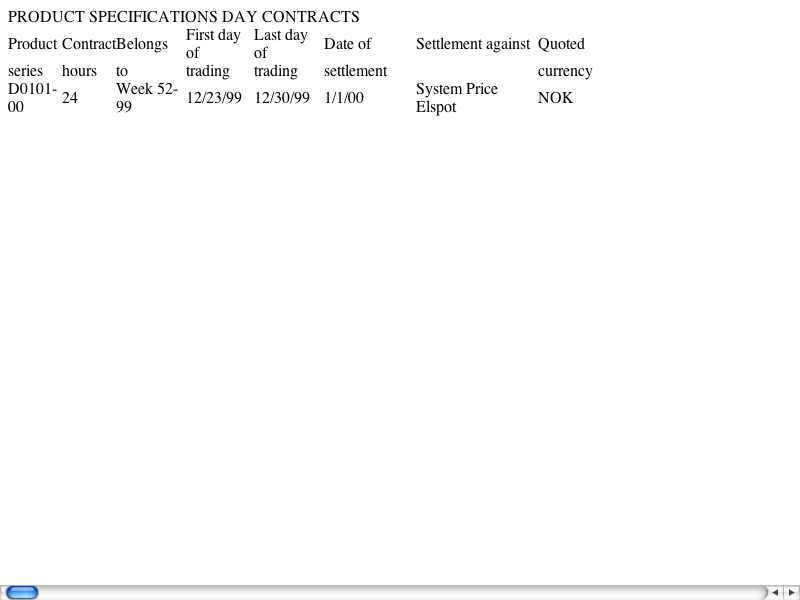 PRODUCT SPECIFICATIONS DAY CONTRACTS
Product Contract Belongs First day of Last day of Date of Settlement against Quoted
series hours to trading trading settlement currency
D0101-00 24 Week 52-99 12/23/99 12/30/99 1/1/00 System Price Elspot NOK